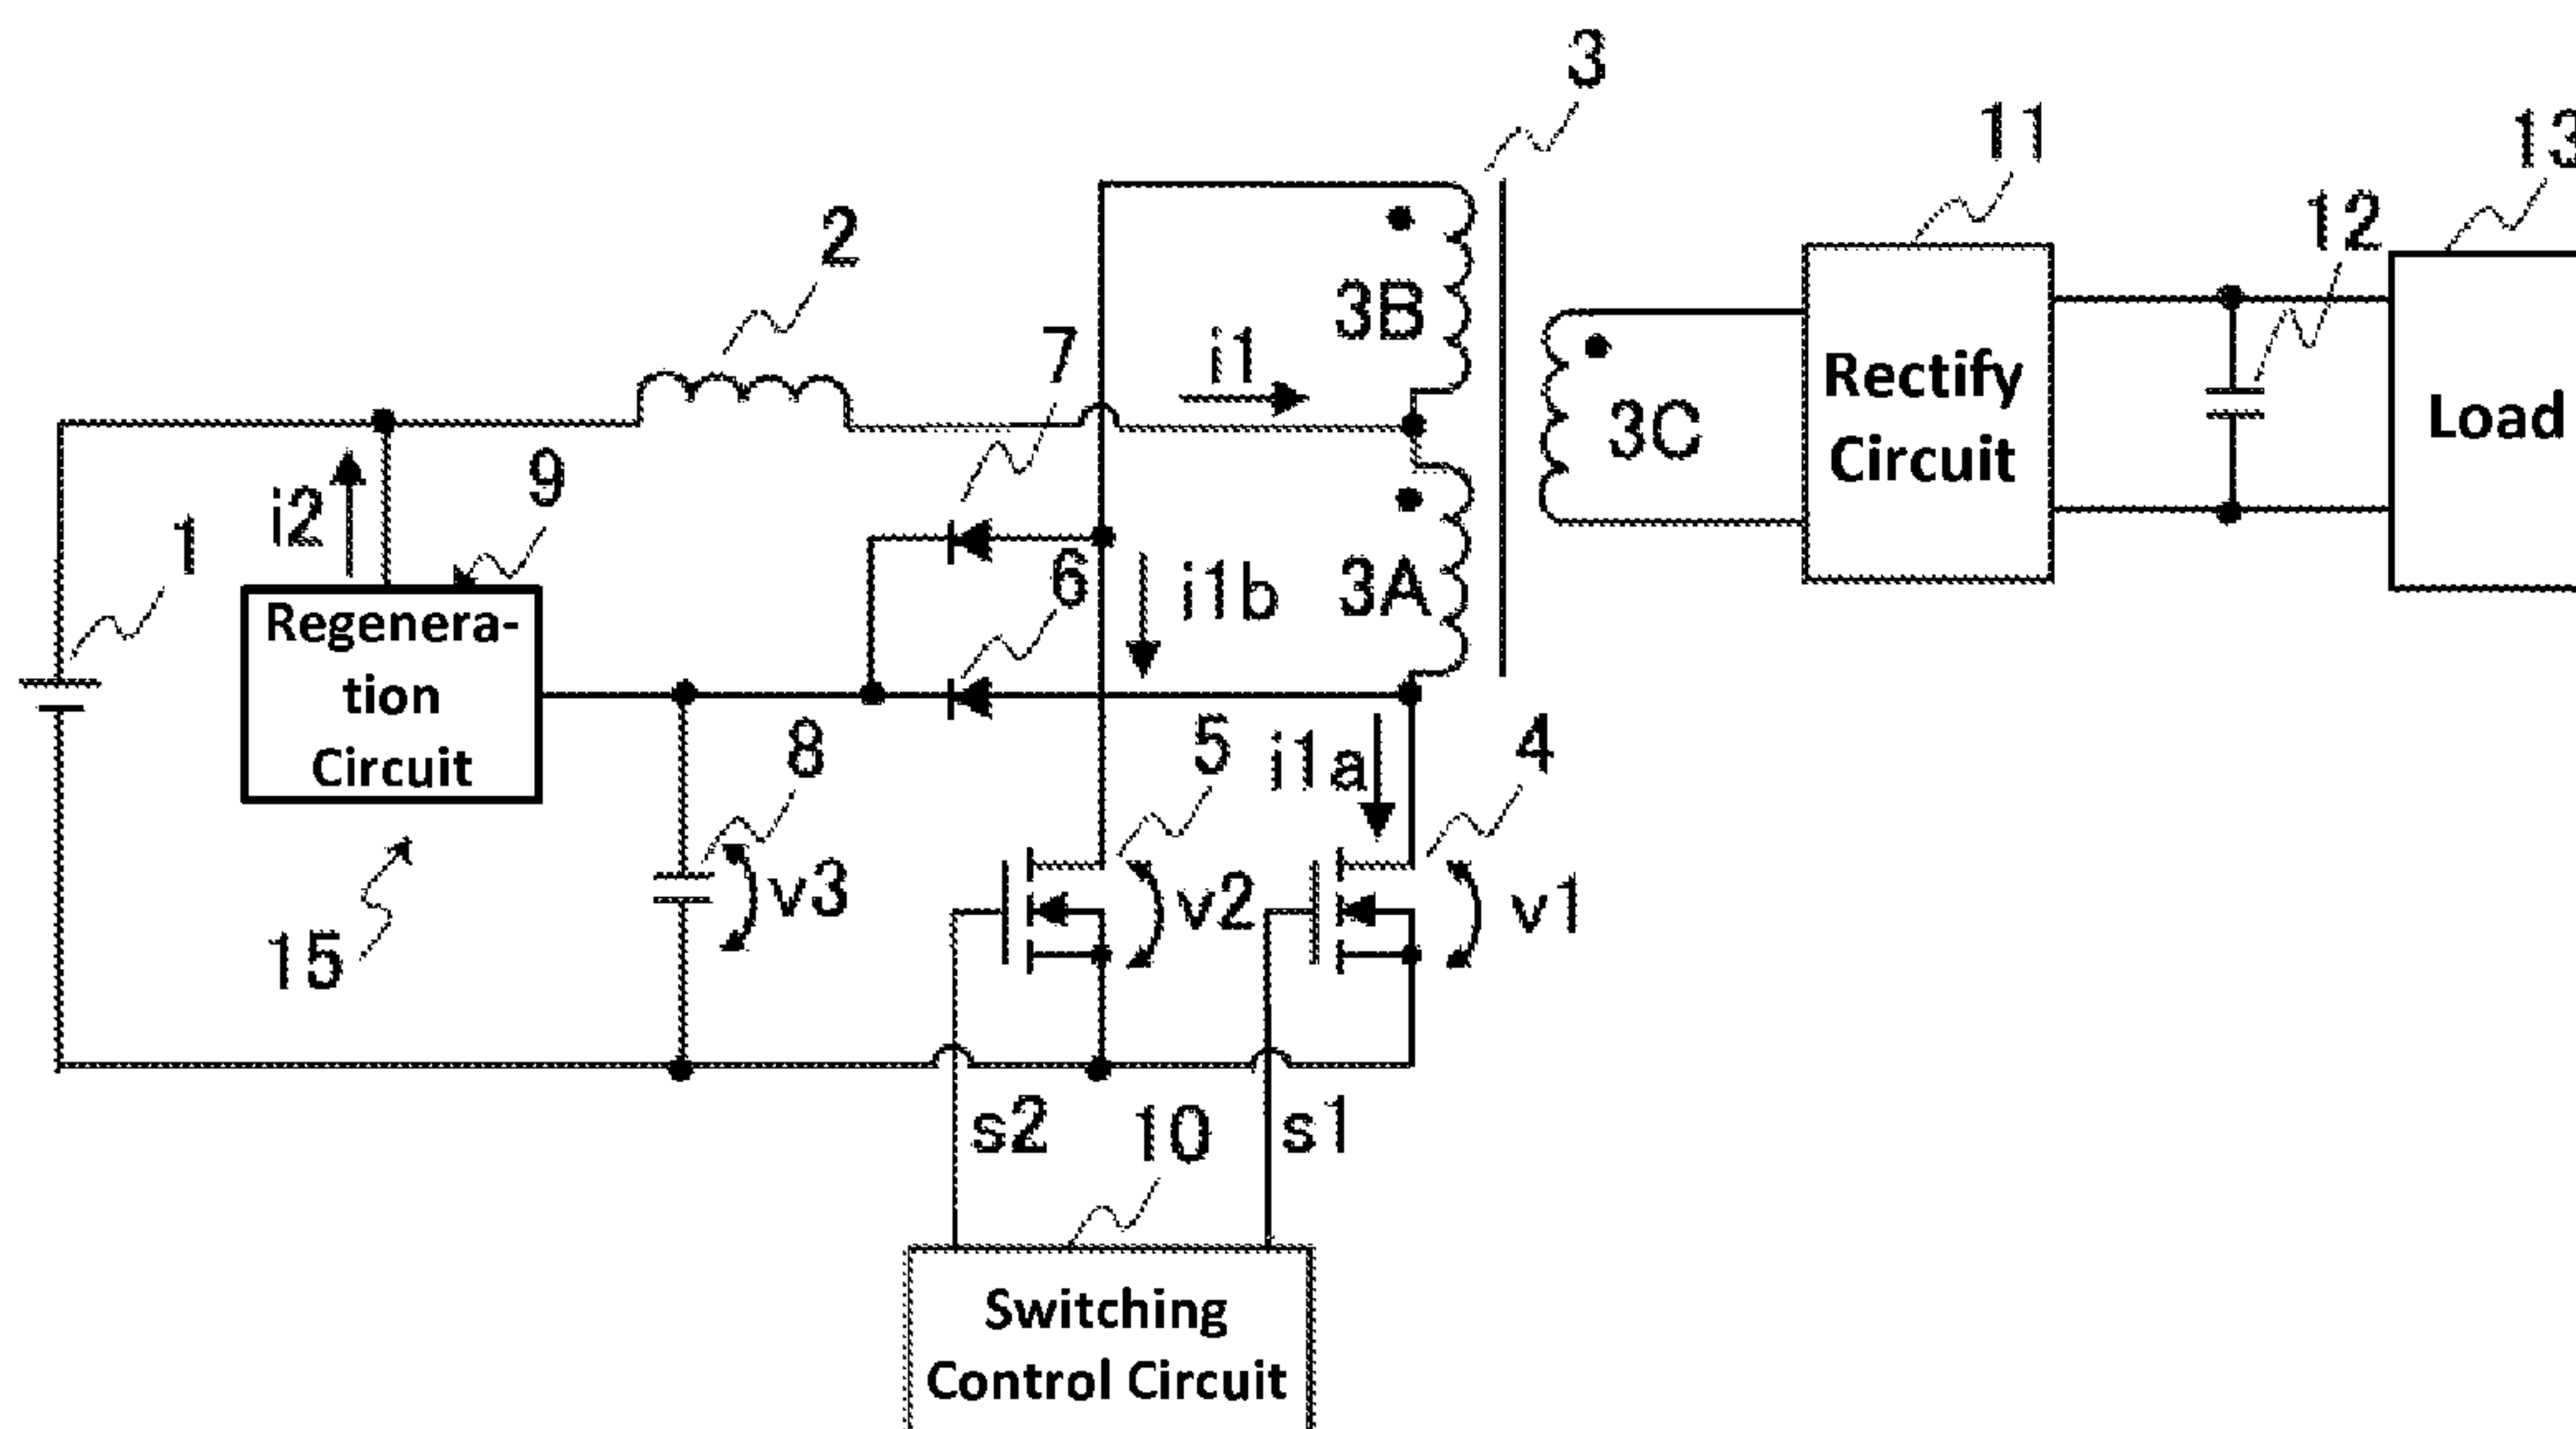 3
11
13
2
12
3B
7
i1
Rectify
Circuit
3C
Load
i2
9
1
6
i1b
3A
Regenera-
tion
Circuit
8
5
i1a
4
v3
v2
v1
15
s2
10
s1
Switching
Control Circuit